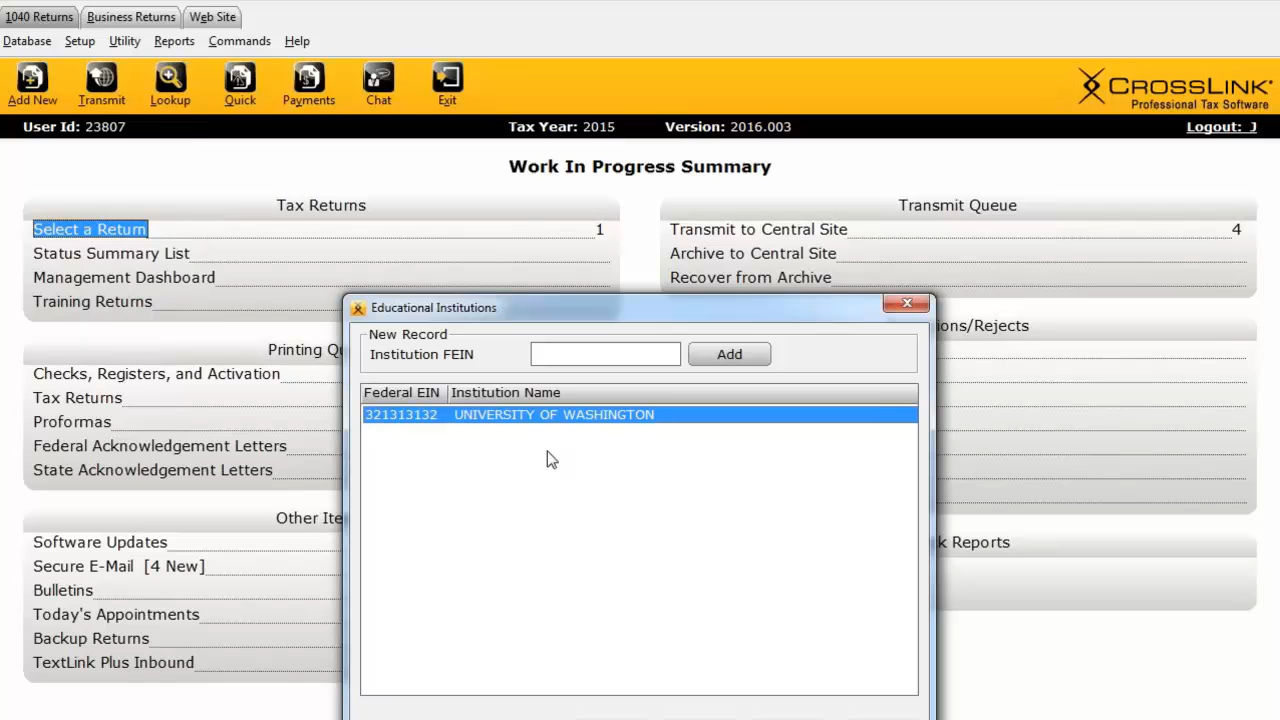 1040 Returns Business Returns Web Site
Database Setup Utility Reports Commands Help
Add New Transmit Lookup Quick Payments Chat Exit
CROSSLINK
Professional Tax Software
User Id: 23807 Tax Year: 2015 Version: 2016.003 Logout: J
Work In Progress Summary
Tax Returns
Select a Return 1
Status Summary List
Management Dashboard
Training Returns
Transmit Queue
Transmit to Central Site 4
Archive to Central Site
Recover from Archive
Printing Qu
Checks, Registers, and Activation
Tax Returns
Proformas
Federal Acknowledgement Letters
State Acknowledgement Letters
ions/Rejects
Other Ite
Software Updates
Secure E-Mail [4 New]
Bulletins
Today's Appointments
Backup Returns
TextLink Plus Inbound
k Reports
Educational Institutions
New Record
Institution FEIN Add
Federal EIN Institution Name
321313132 UNIVERSITY OF WASHINGTON